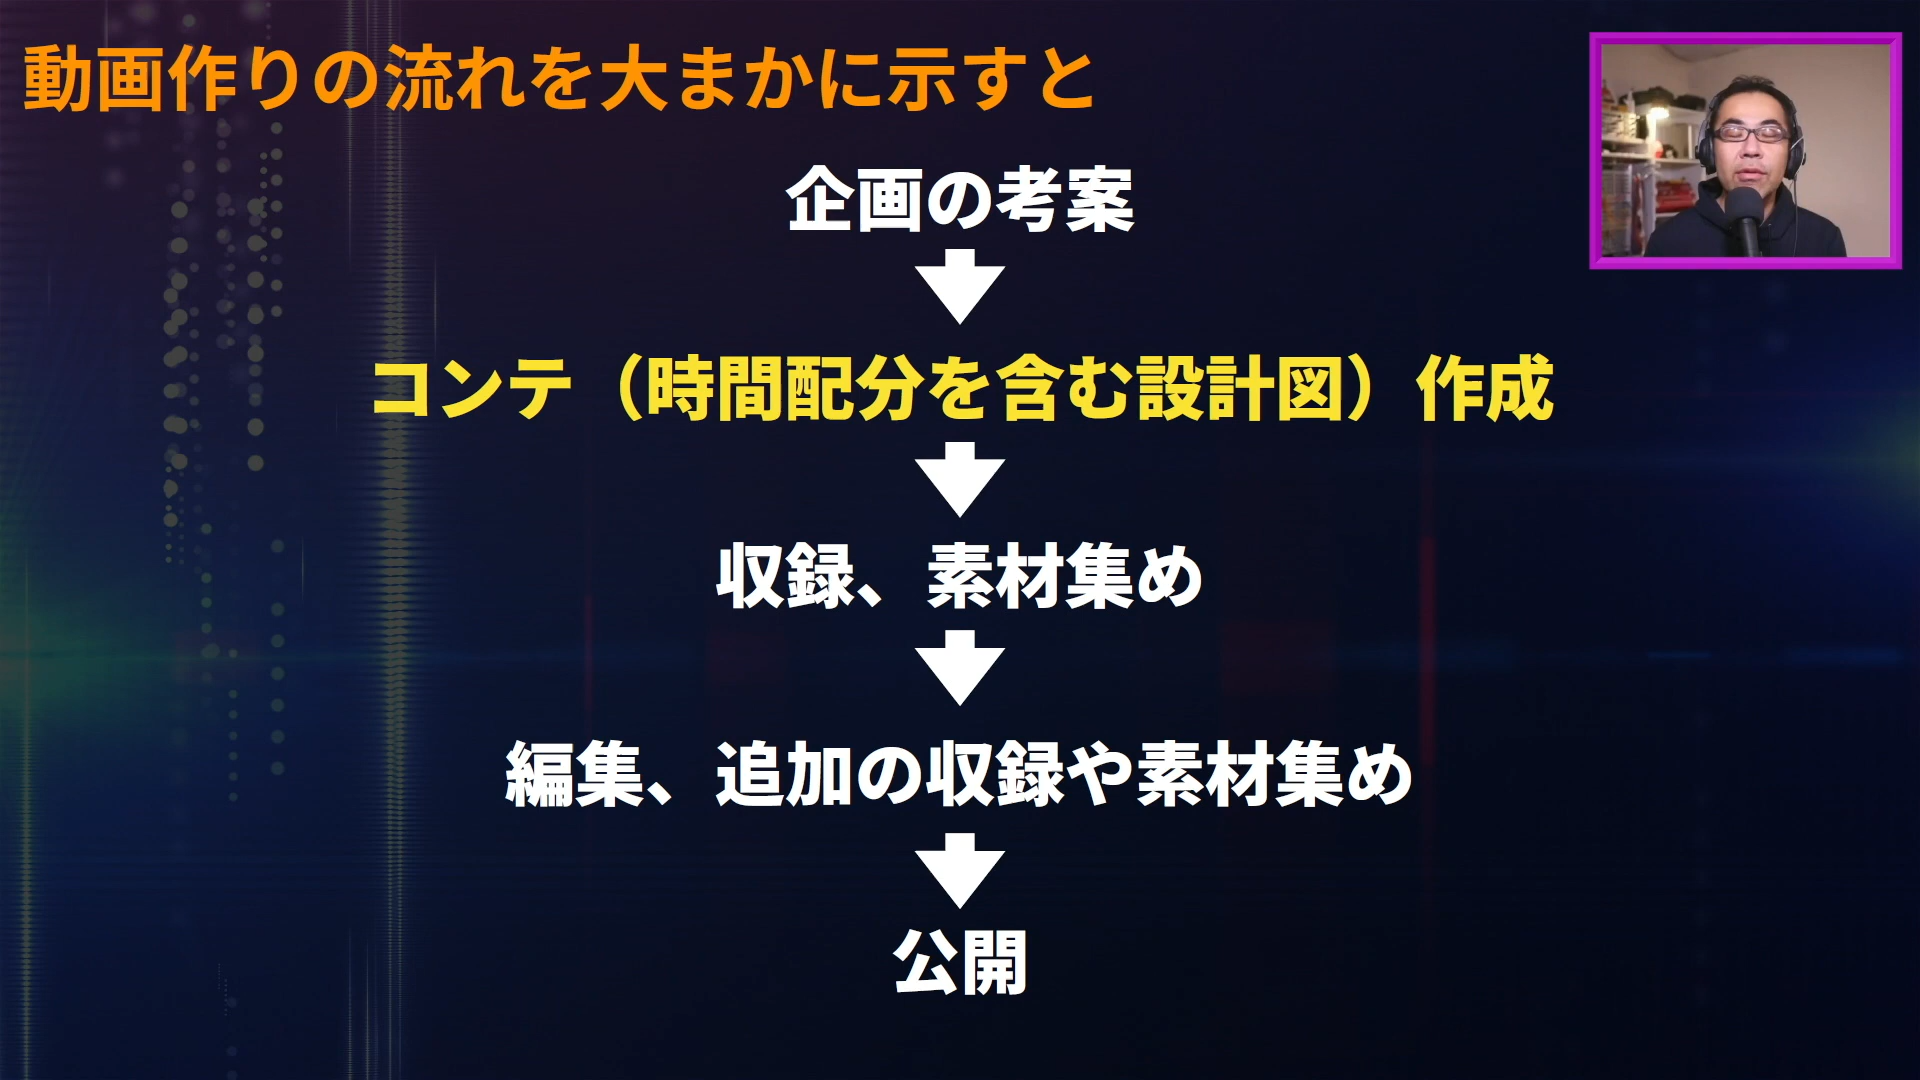 動画作りの流れを大まかに示すと
企画の考案
コンテ（時間配分を含む設計図）作成
収録、素材集め
編集、追加の収録や素材集め
公開